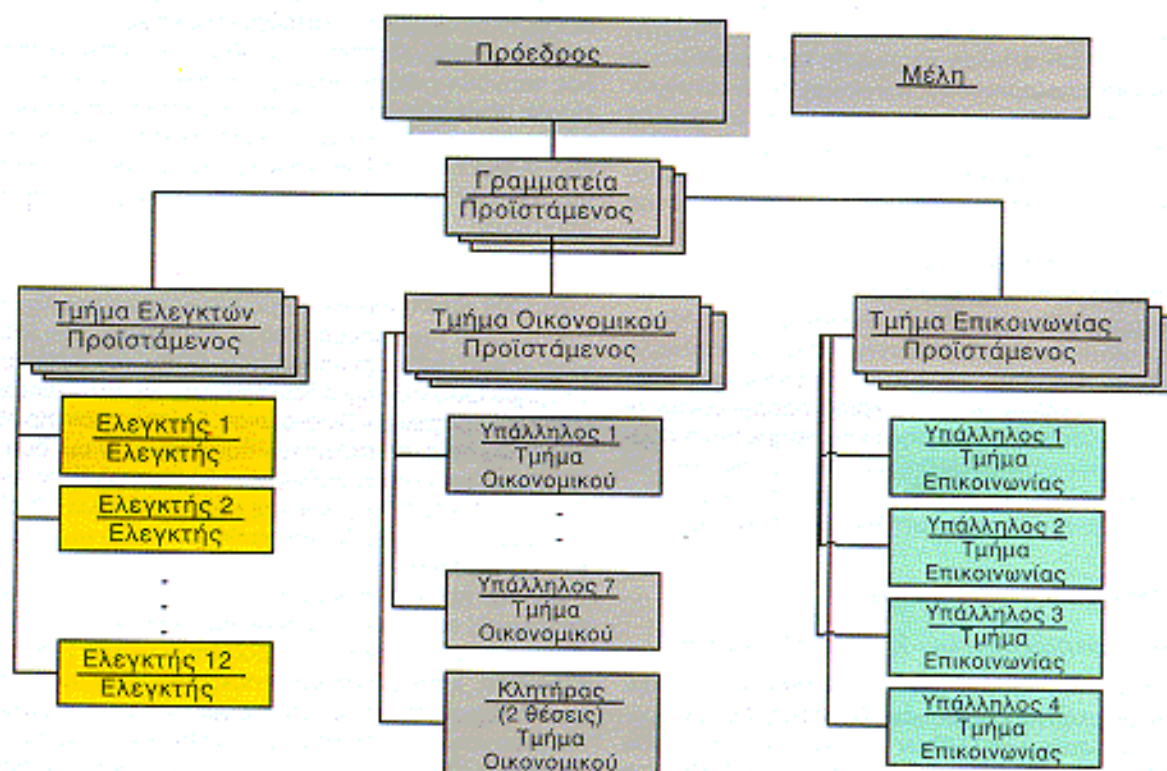 Πρόεδρος
Μέλη
Γραμματεία
Προϊστάμενος
Τμήμα Ελεγκτών
Προϊστάμενος
Ελεγκτής 1
Ελεγκτής
Ελεγκτής 2
Ελεγκτής
Ελεγκτής 12
Ελεγκτής
Τμήμα Οικονομικού
Προϊστάμενος
Υπάλληλος 1
Τμήμα
Οικονομικού
Υπάλληλος 7
Τμήμα
Οικονομικού
Κλητήρας
(2 θέσεις)
Τμήμα
Οικονομικού
Τμήμα Επικοινωνίας
Προϊστάμενος
Υπάλληλος 1
Τμήμα
Επικοινωνίας
Υπάλληλος 2
Τμήμα
Επικοινωνίας
Υπάλληλος 3
Τμήμα
Επικοινωνίας
Υπάλληλος 4
Τμήμα
Επικοινωνίας